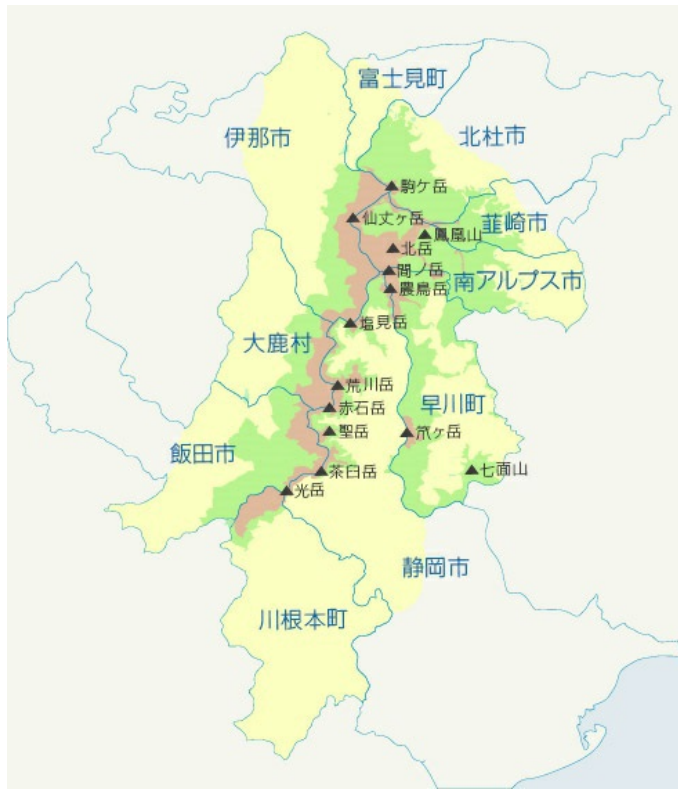 富士見町
伊那市
北杜市
駒ケ岳
仙丈ヶ岳
韮崎市
鳳凰山
北岳
間ノ岳
南アルプス市
農鳥岳
塩見岳
大鹿村
荒川岳
早川町
赤石岳
聖岳
笊ヶ岳
飯田市
茶臼岳
七面山
光岳
静岡市
川根本町